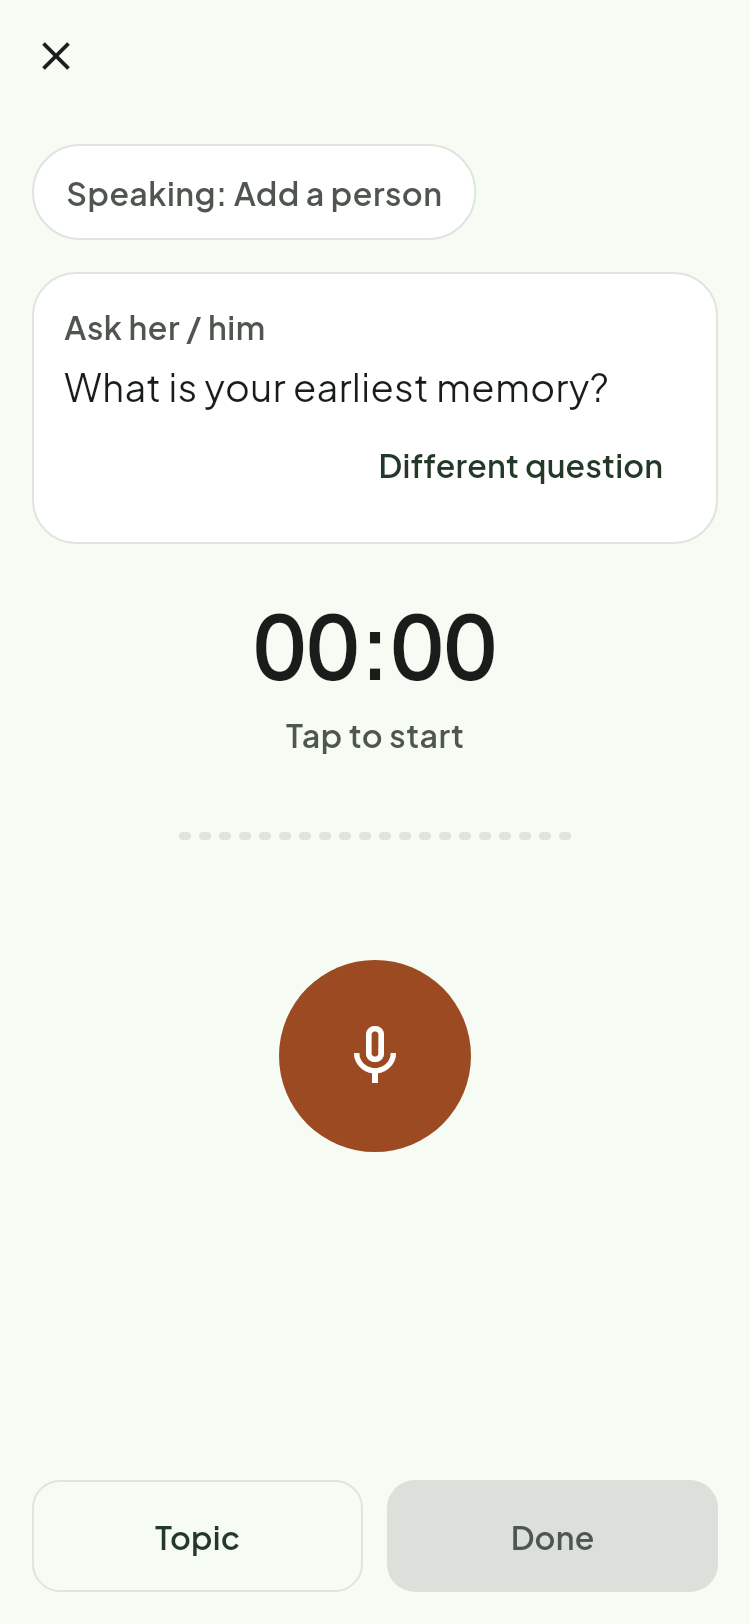 Speaking: Add a person
Ask her / him
What is your earliest memory?
Different question
00:00
Tap to start
Topic
Done